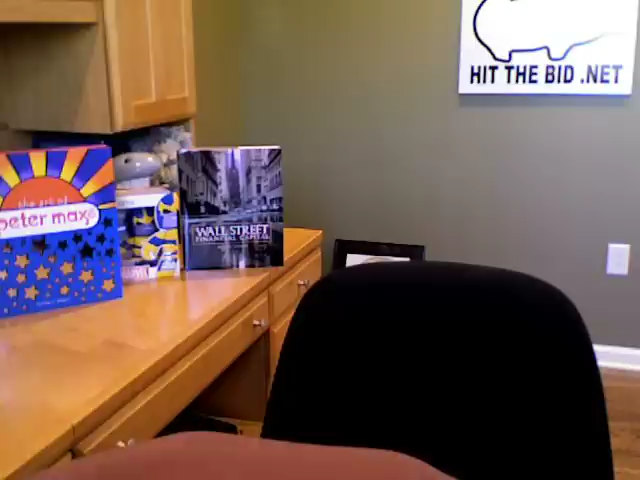 HIT THE BID .NET
the art of
peter max
WALL STREET
FINANCIAL CAPITAL